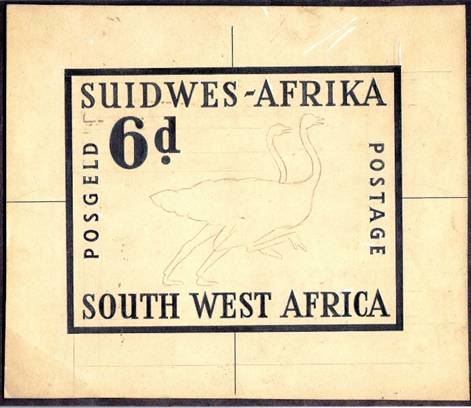 SUIDWES-AFRIKA
6d
POSGELD
POSTAGE
SOUTH WEST AFRICA